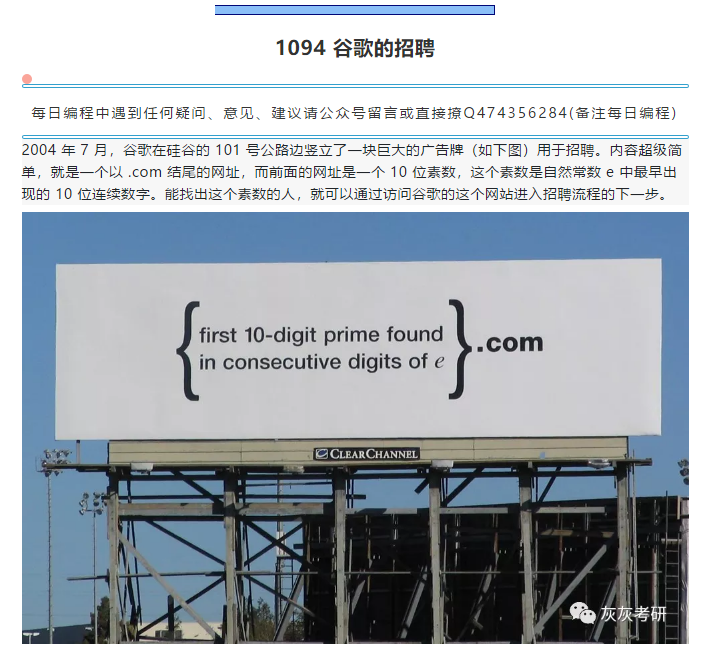 1094 谷歌的招聘
每日编程中遇到任何疑问、意见、建议请公众号留言或直接撩Q474356284(备注每日编程)
2004 年 7 月，谷歌在硅谷的 101 号公路边竖立了一块巨大的广告牌（如下图）用于招聘。内容超级简
单，就是一个以 .com 结尾的网址，而前面的网址是一个 10 位素数，这个素数是自然常数 e 中最早出
现的 10 位连续数字。能找出这个素数的人，就可以通过访问谷歌的这个网站进入招聘流程的下一步。
{first 10-digit prime found
in consecutive digits of e}.com
CLEARCHANNEL
灰灰考研